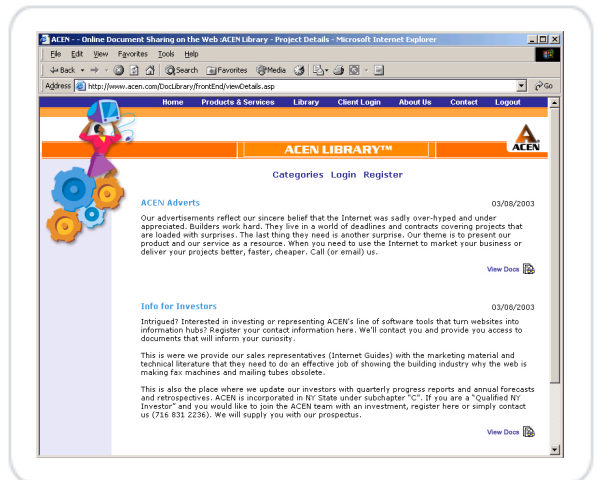 ACEN - - Online Document Sharing on the Web :ACEN Library - Project Details - Microsoft Internet Explorer
File Edit View Favorites Tools Help
Back Search Favorites Media
Address http://www.acen.com/DocLibrary/frontEnd/viewDetails.asp Go
Home Products & Services Library Client Login About Us Contact Logout
ACEN
ACEN LIBRARY™
Categories Login Register
ACEN Adverts 03/08/2003
Our advertisements reflect our sincere belief that the Internet was sadly over-hyped and under
appreciated. Builders work hard. They live in a world of deadlines and contracts covering projects that
are loaded with surprises. The last thing they need is another surprise. Our theme is to present our
product and our service as a resource. When you need to use the Internet to market your business or
deliver your projects better, faster, cheaper. Call (or email) us.
View Docs
Info for Investors 03/06/2003
Intrigued? Interested in investing or representing ACEN's line of software tools that turn websites into
information hubs? Register your contact information here. We'll contact you and provide you access to
documents that will inform your curiosity.
This is were we provide our sales representatives (Internet Guides) with the marketing material and
technical literature that they need to do an effective job of showing the building industry why the web is
making fax machines and mailing tubes obsolete.
This is also the place where we update our investors with quarterly progress reports and annual forecasts
and retrospectives. ACEN is incorporated in NY State under subchapter "C". If you are a "Qualified NY
Investor" and you would like to join the ACEN team with an investment, register here or simply contact
us (716 831 2236). We will supply you with our prospectus.
View Docs